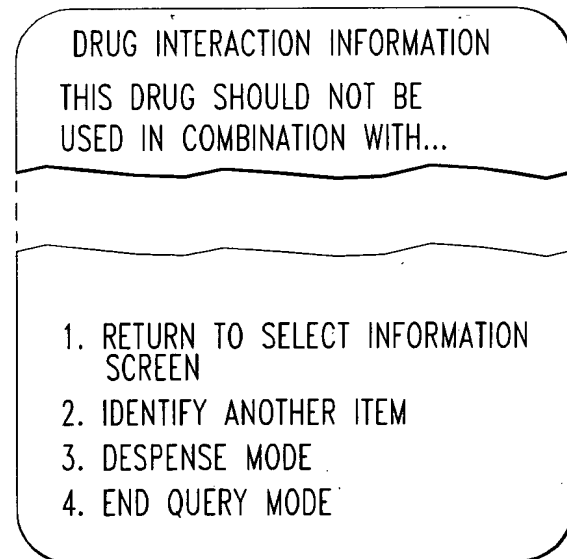 DRUG INTERACTION INFORMATION
THIS DRUG SHOULD NOT BE
USED IN COMBINATION WITH...
1. RETURN TO SELECT INFORMATION
SCREEN
2. IDENTIFY ANOTHER ITEM
3. DESPENSE MODE
4. END QUERY MODE